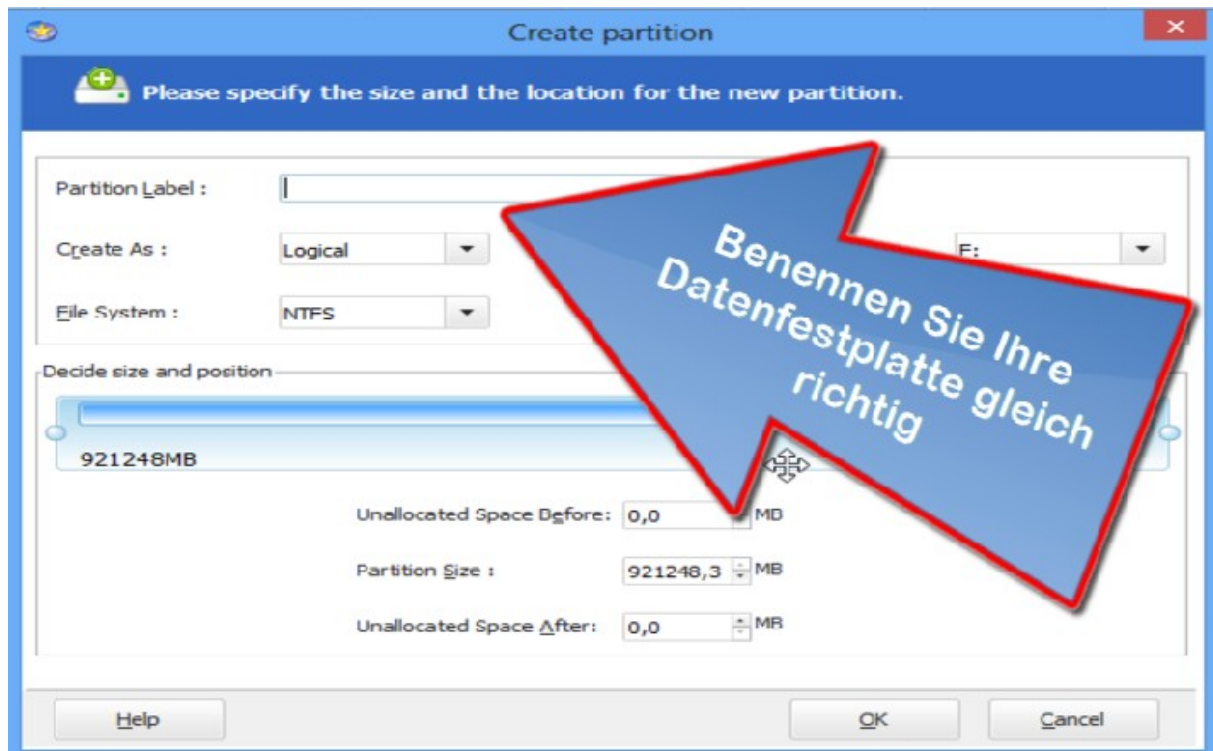 Create partition
Please specify the size and the location for the new partition.
Partition Label :
Create As :
Logical
F:
File System :
NTFS
Benennen Sie Ihre
Datenfestplatte gleich
richtig
Decide size and position
921248MB
Unallocated Space Before: 0,0 MB
Partition Size : 921248,3 MB
Unallocated Space After: 0,0 MB
Help
OK
Cancel